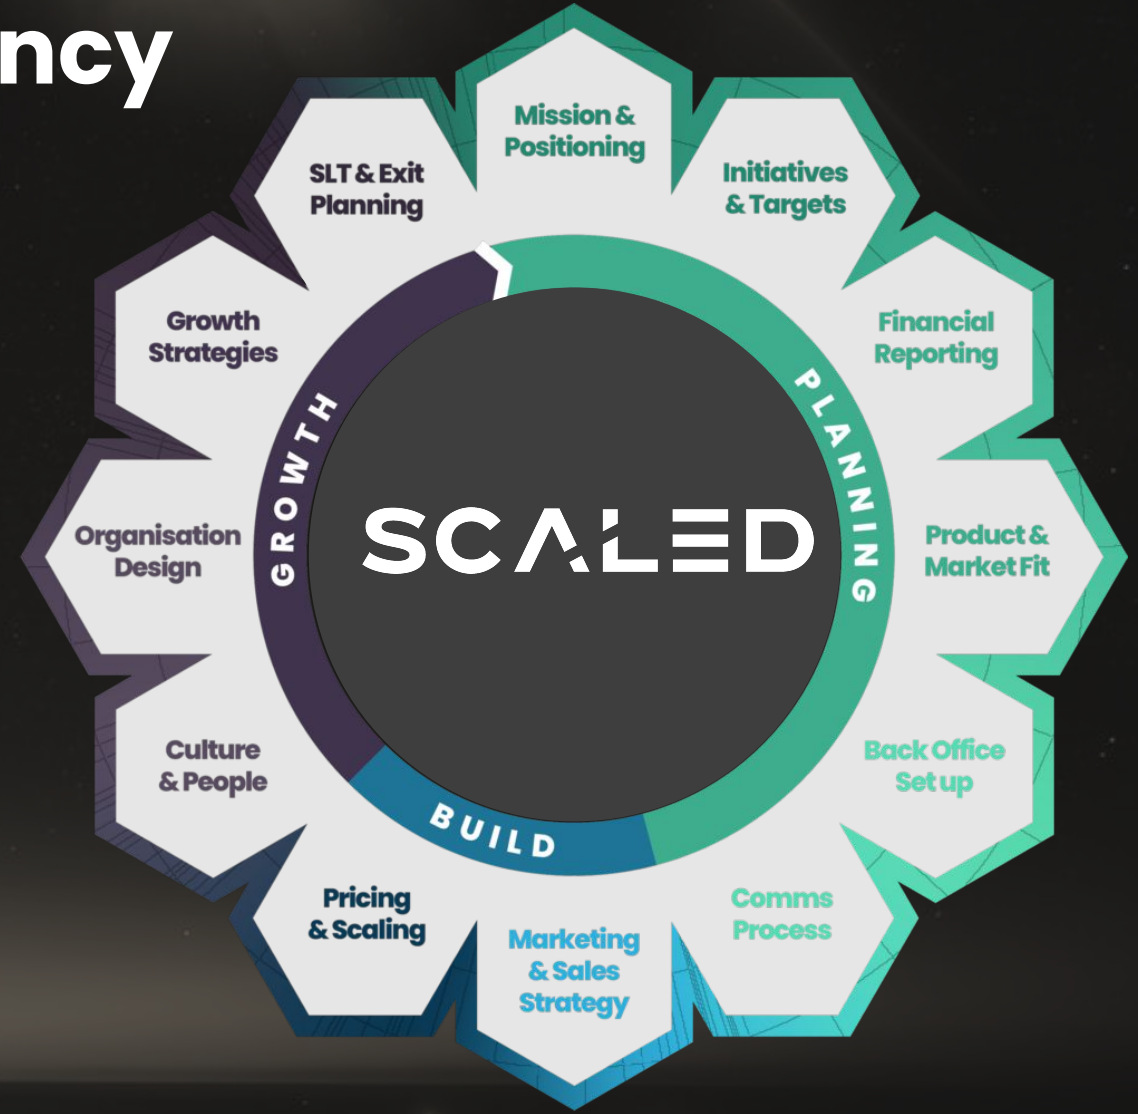 ncy
Mission &
Positioning
Initiatives
& Targets
Financial
Reporting
Product &
Market Fit
Back Office
Set up
Comms
Process
Marketing
& Sales
Strategy
Pricing
& Scaling
Culture
& People
Organisation
Design
Growth
Strategies
SLT & Exit
Planning
PLANNING
BUILD
GROWTH
SCALED